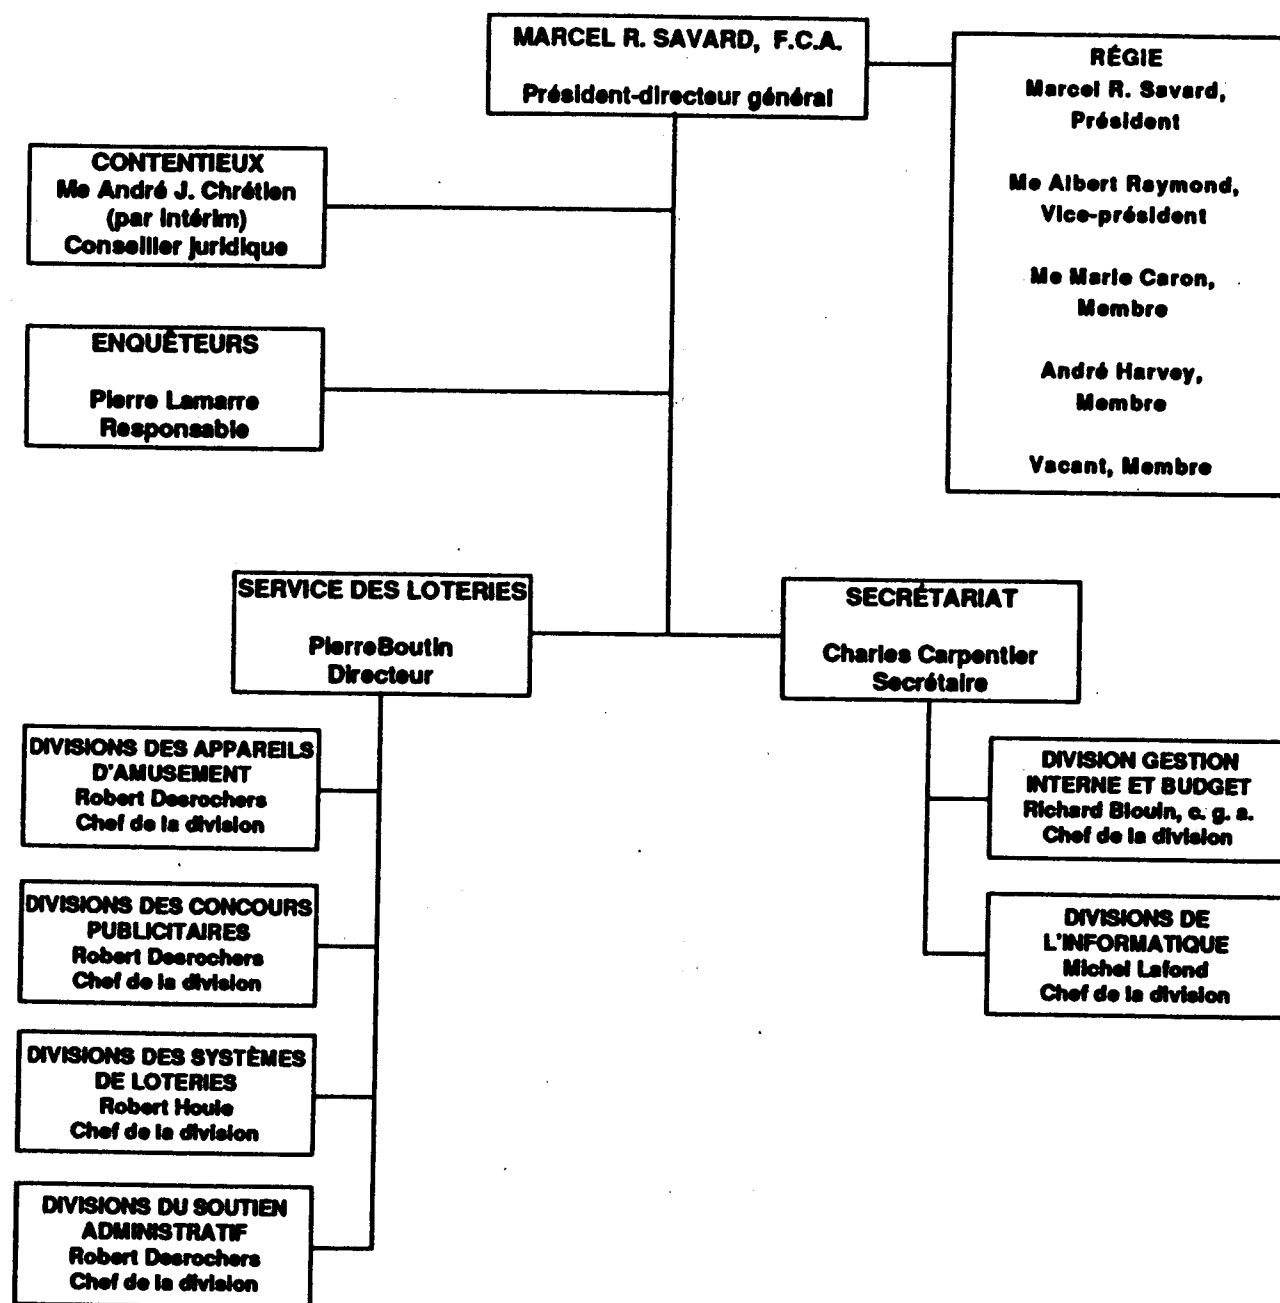 MARCEL R. SAVARD, F.C.A.
Président-directeur général
RÉGIE
Marcel R. Savard,
Président
Me Albert Raymond,
Vice-président
Me Marie Caron,
Membre
André Harvey,
Membre
Vacant, Membre
CONTENTIEUX
Me André J. Chrétien
(par intérim)
Conseiller juridique
ENQUÊTEURS
Pierre Lamarre
Responsable
SERVICE DES LOTERIES
PierreBoutin
Directeur
SECRÉTARIAT
Charles Carpentier
Secrétaire
DIVISIONS DES APPAREILS
D'AMUSEMENT
Robert Desrochers
Chef de la division
DIVISIONS DES CONCOURS
PUBLICITAIRES
Robert Desrochers
Chef de la division
DIVISIONS DES SYSTÈMES
DE LOTERIES
Robert Houle
Chef de la division
DIVISIONS DU SOUTIEN
ADMINISTRATIF
Robert Desrochers
Chef de la division
DIVISION GESTION
INTERNE ET BUDGET
Richard Blouin, c. g. a.
Chef de la division
DIVISIONS DE
L'INFORMATIQUE
Michel Lafond
Chef de la division